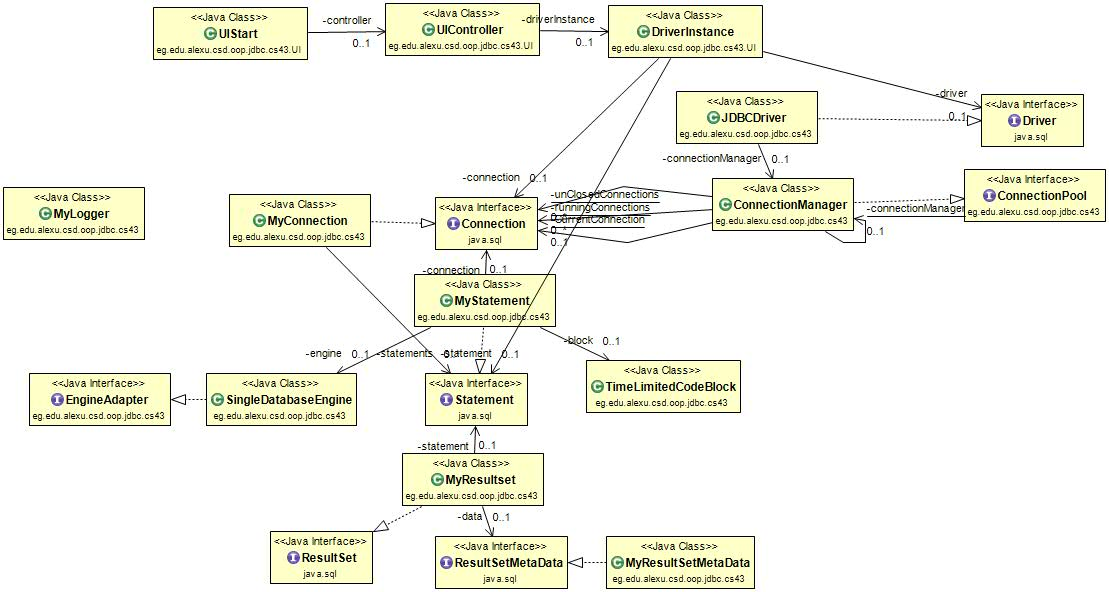 <<Java Class>>
UIStart
eg.edu.alexu.csd.oop.jdbc.cs43.UI
-controller
0..1
<<Java Class>>
UIController
eg.edu.alexu.csd.oop.jdbc.cs43.UI
-driverInstance
0..1
<<Java Class>>
DriverInstance
eg.edu.alexu.csd.oop.jdbc.cs43.UI
-driver
0..1
<<Java Class>>
JDBCDriver
eg.edu.alexu.csd.oop.jdbc.cs43
<<Java Interface>>
Driver
java.sql
-connectionManager
0..1
-connection
0..1
<<Java Class>>
MyLogger
eg.edu.alexu.csd.oop.jdbc.cs43
<<Java Class>>
MyConnection
eg.edu.alexu.csd.oop.jdbc.cs43
<<Java Interface>>
Connection
java.sql
-unClosedConnections
-runningConnections
-currentConnection
0..*
0..1
<<Java Class>>
ConnectionManager
eg.edu.alexu.csd.oop.jdbc.cs43
-connectionManager
0..1
<<Java Interface>>
ConnectionPool
eg.edu.alexu.csd.oop.jdbc.cs43
-connection
0..1
<<Java Class>>
MyStatement
eg.edu.alexu.csd.oop.jdbc.cs43
-engine
0..1
-statements
-statement
0..1
-block
0..1
<<Java Interface>>
EngineAdapter
eg.edu.alexu.csd.oop.jdbc.cs43
<<Java Class>>
SingleDatabaseEngine
eg.edu.alexu.csd.oop.jdbc.cs43
<<Java Interface>>
Statement
java.sql
<<Java Class>>
TimeLimitedCodeBlock
eg.edu.alexu.csd.oop.jdbc.cs43
-statement
0..1
<<Java Class>>
MyResultset
eg.edu.alexu.csd.oop.jdbc.cs43
-data
0..1
<<Java Interface>>
ResultSet
java.sql
<<Java Interface>>
ResultSetMetaData
java.sql
<<Java Class>>
MyResultSetMetaData
eg.edu.alexu.csd.oop.jdbc.cs43